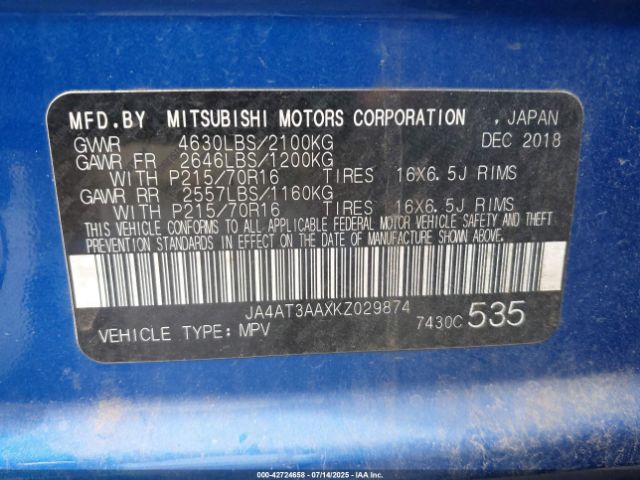 MFD.BY MITSUBISHI MOTORS CORPORATION , JAPAN
GVWR 4630LBS/2100KG DEC 2018
GAWR FR 2646LBS/1200KG
WITH P215/70R16 TIRES 16X6.5J RIMS
GAWR RR 2557LBS/1160KG
WITH P215/70R16 TIRES 16X6.5J RIMS
THIS VEHICLE CONFORMS TO ALL APPLICABLE FEDERAL MOTOR VEHICLE SAFETY AND THEFT
PREVENTION STANDARDS IN EFFECT ON THE DATE OF MANUFACTURE SHOWN ABOVE.
JA4AT3AAXKZ029874
VEHICLE TYPE: MPV 7430C 535
000-42724658 - 07/14/2025 - IAAI.COM